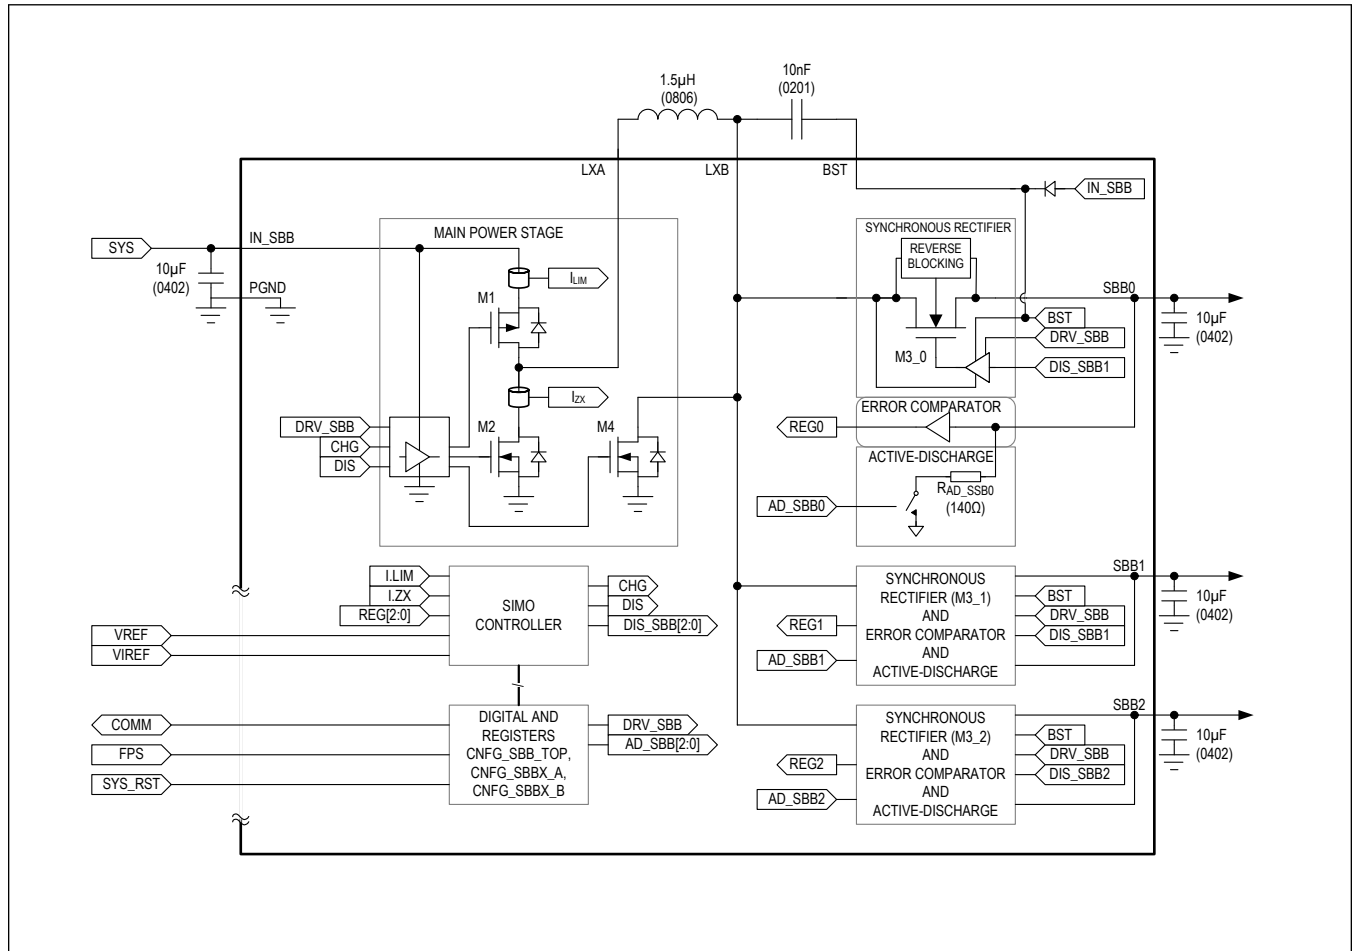 1.5µH
(0806)
10nF
(0201)
LXA
LXB
BST
IN_SBB
SYS
IN_SBB
10µF
(0402)
PGND
MAIN POWER STAGE
ILIM
M1
IZX
M2
M4
DRV_SBB
CHG
DIS
SYNCHRONOUS RECTIFIER
REVERSE
BLOCKING
M3_0
SBB0
BST
DRV_SBB
DIS_SBB1
10µF
(0402)
ERROR COMPARATOR
REG0
ACTIVE-DISCHARGE
RAD_SSB0
(140Ω)
AD_SBB0
I.LIM
I.ZX
REG[2:0]
VREF
VIREF
SIMO
CONTROLLER
CHG
DIS
DIS_SBB[2:0]
SYNCHRONOUS
RECTIFIER (M3_1)
AND
ERROR COMPARATOR
AND
ACTIVE-DISCHARGE
REG1
AD_SBB1
SBB1
BST
DRV_SBB
DIS_SBB1
10µF
(0402)
COMM
FPS
SYS_RST
DIGITAL AND
REGISTERS
CNFG_SBB_TOP,
CNFG_SBBX_A,
CNFG_SBBX_B
DRV_SBB
AD_SBB[2:0]
SYNCHRONOUS
RECTIFIER (M3_2)
AND
ERROR COMPARATOR
AND
ACTIVE-DISCHARGE
REG2
AD_SBB2
SBB2
BST
DRV_SBB
DIS_SBB2
10µF
(0402)